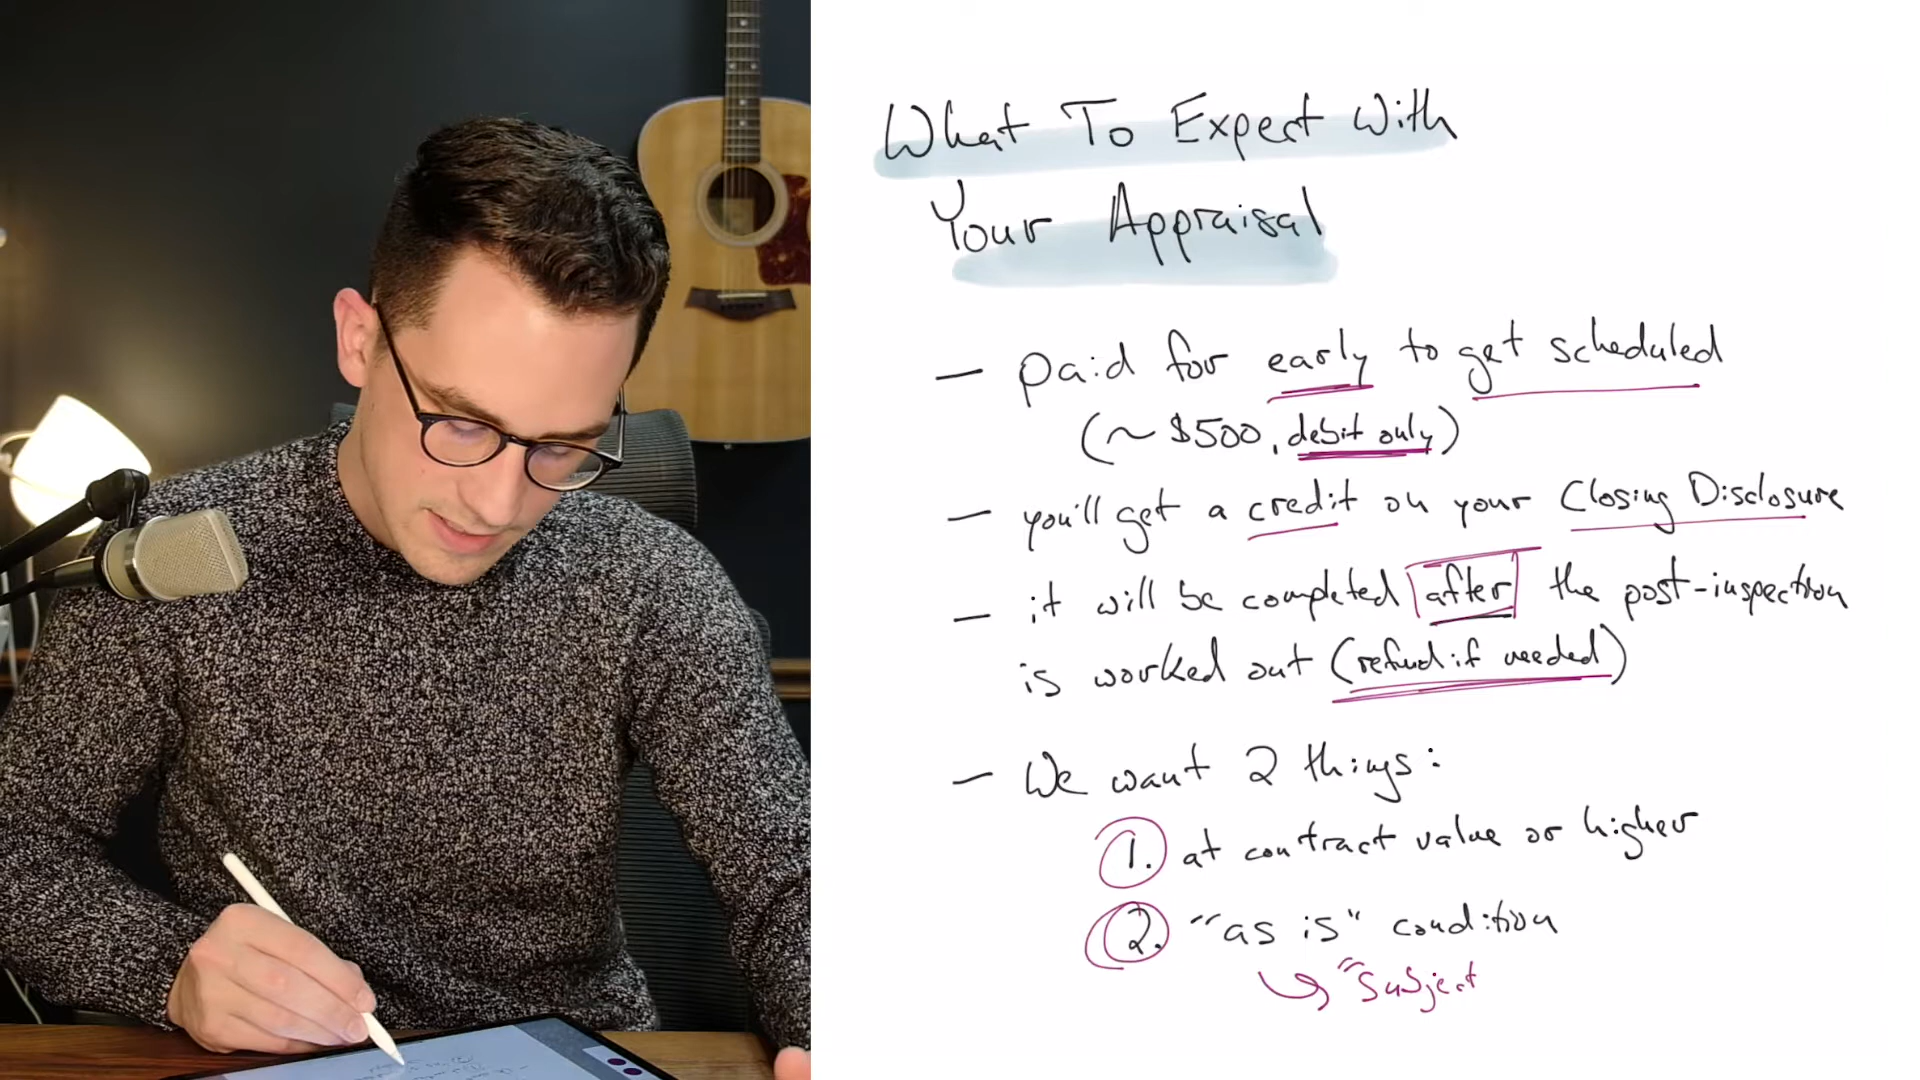 What To Expect With
Your Appraisal
— paid for early to get scheduled
(~$500, debit only)
— you'll get a credit on your Closing Disclosure
— it will be completed after the post-inspection
is worked out (refund if needed)
— We want 2 things:
1. at contract value or higher
2. "as is" condition
↳ "Subject